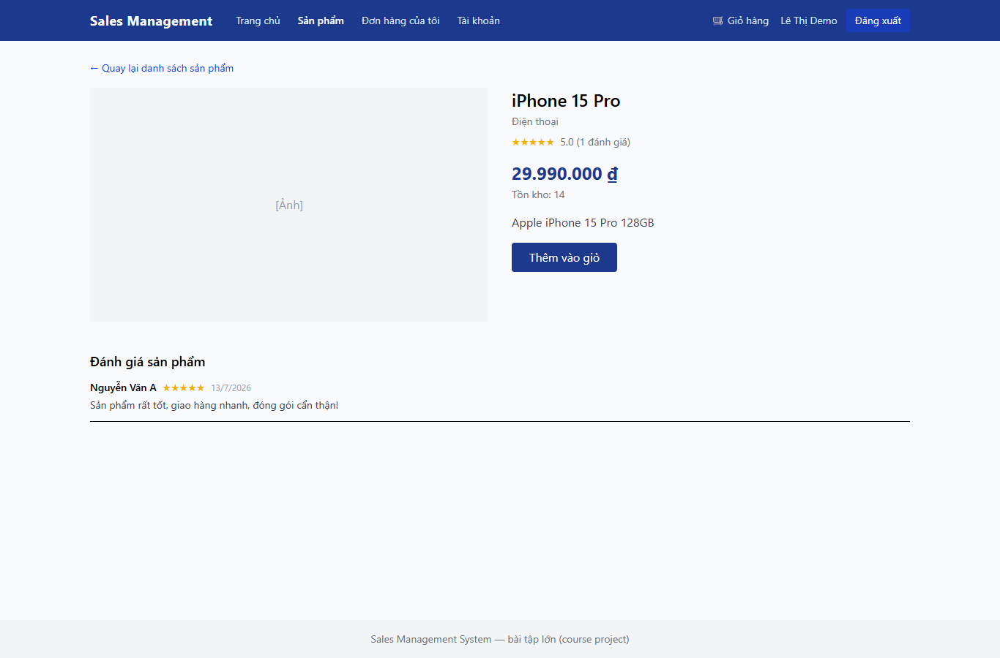 Sales Management Trang chủ Sản phẩm Đơn hàng của tôi Tài khoản 🛒 Giỏ hàng Lê Thị Demo Đăng xuất
← Quay lại danh sách sản phẩm
[Ảnh]
iPhone 15 Pro
Điện thoại
★★★★★ 5.0 (1 đánh giá)
29.990.000 ₫
Tồn kho: 14
Apple iPhone 15 Pro 128GB
Thêm vào giỏ
Đánh giá sản phẩm
Nguyễn Văn A ★★★★★ 13/7/2026
Sản phẩm rất tốt, giao hàng nhanh, đóng gói cẩn thận!
Sales Management System — bài tập lớn (course project)